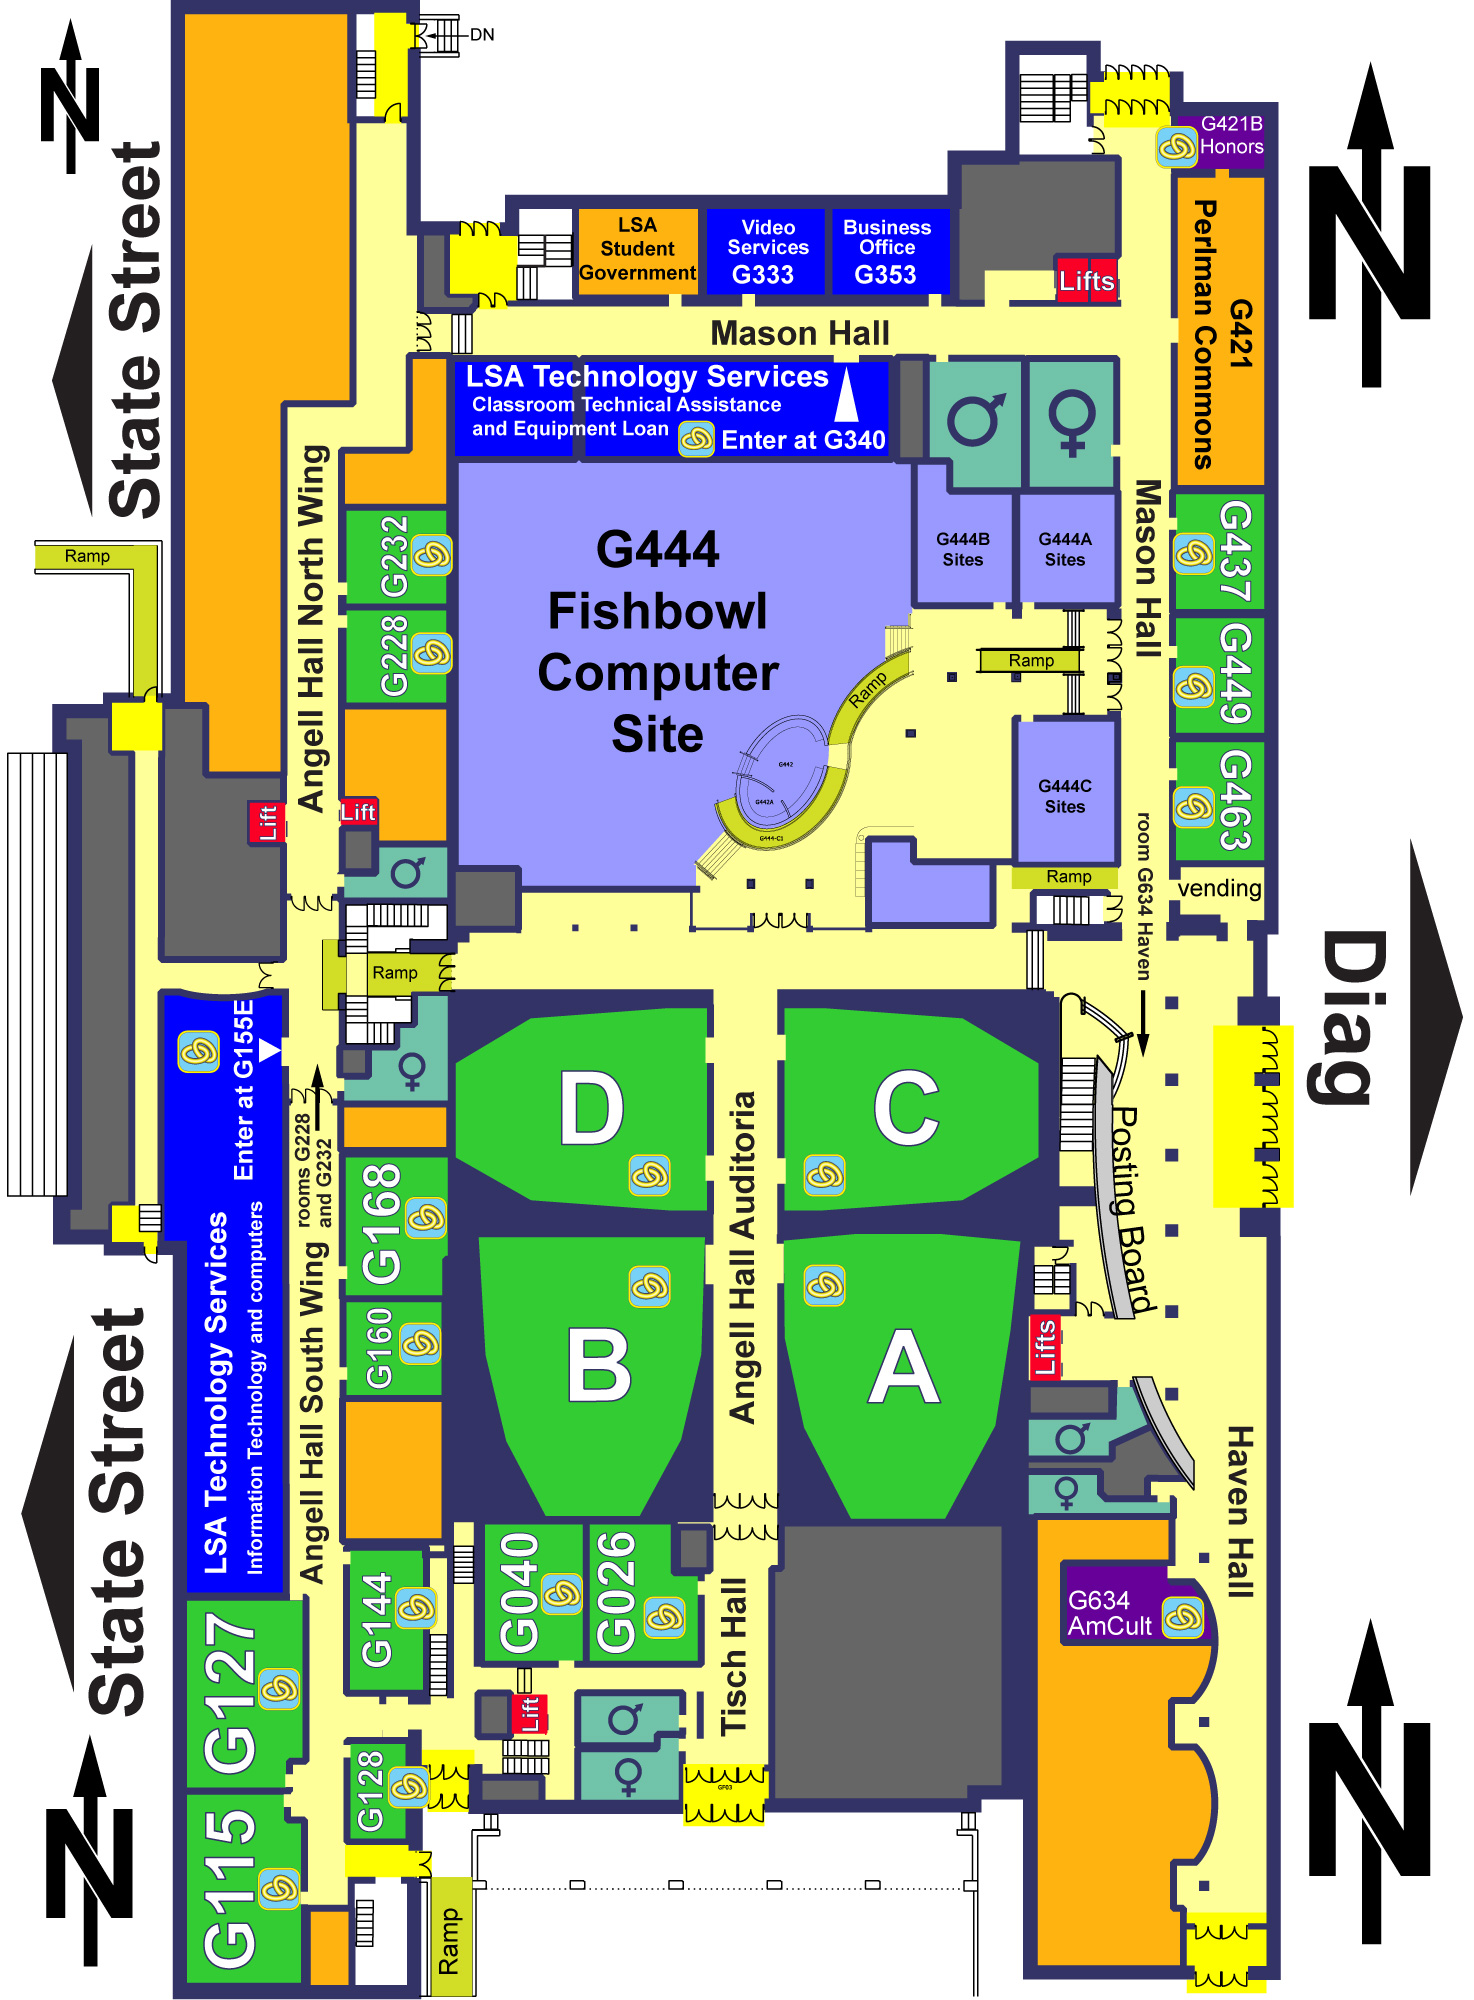 DN
N
State Street
G421B
Honors
N
LSA
Student
Government
Video
Services
G333
Business
Office
G353
Lifts
G421
Perlman Commons
Mason Hall
LSA Technology Services
Classroom Technical Assistance
and Equipment Loan
Enter at G340
Angell Hall North Wing
G232
G228
Ramp
G444
Fishbowl
Computer
Site
G444B
Sites
G444A
Sites
Mason Hall
G437
G449
G463
Ramp
Ramp
G442
G442A
G444-C1
G444C
Sites
Lift
Lift
room G634 Haven
Ramp
vending
Ramp
Diag
Enter at G155E
LSA Technology Services
Information Technology and computers
rooms G228
and G232
Angell Hall South Wing
D
C
Angell Hall Auditoria
Posting Board
G168
G160
B
A
Lifts
State Street
Haven Hall
G144
G040
G026
Tisch Hall
G634
AmCult
G127
Lift
N
G128
GF03
G115
N
Ramp